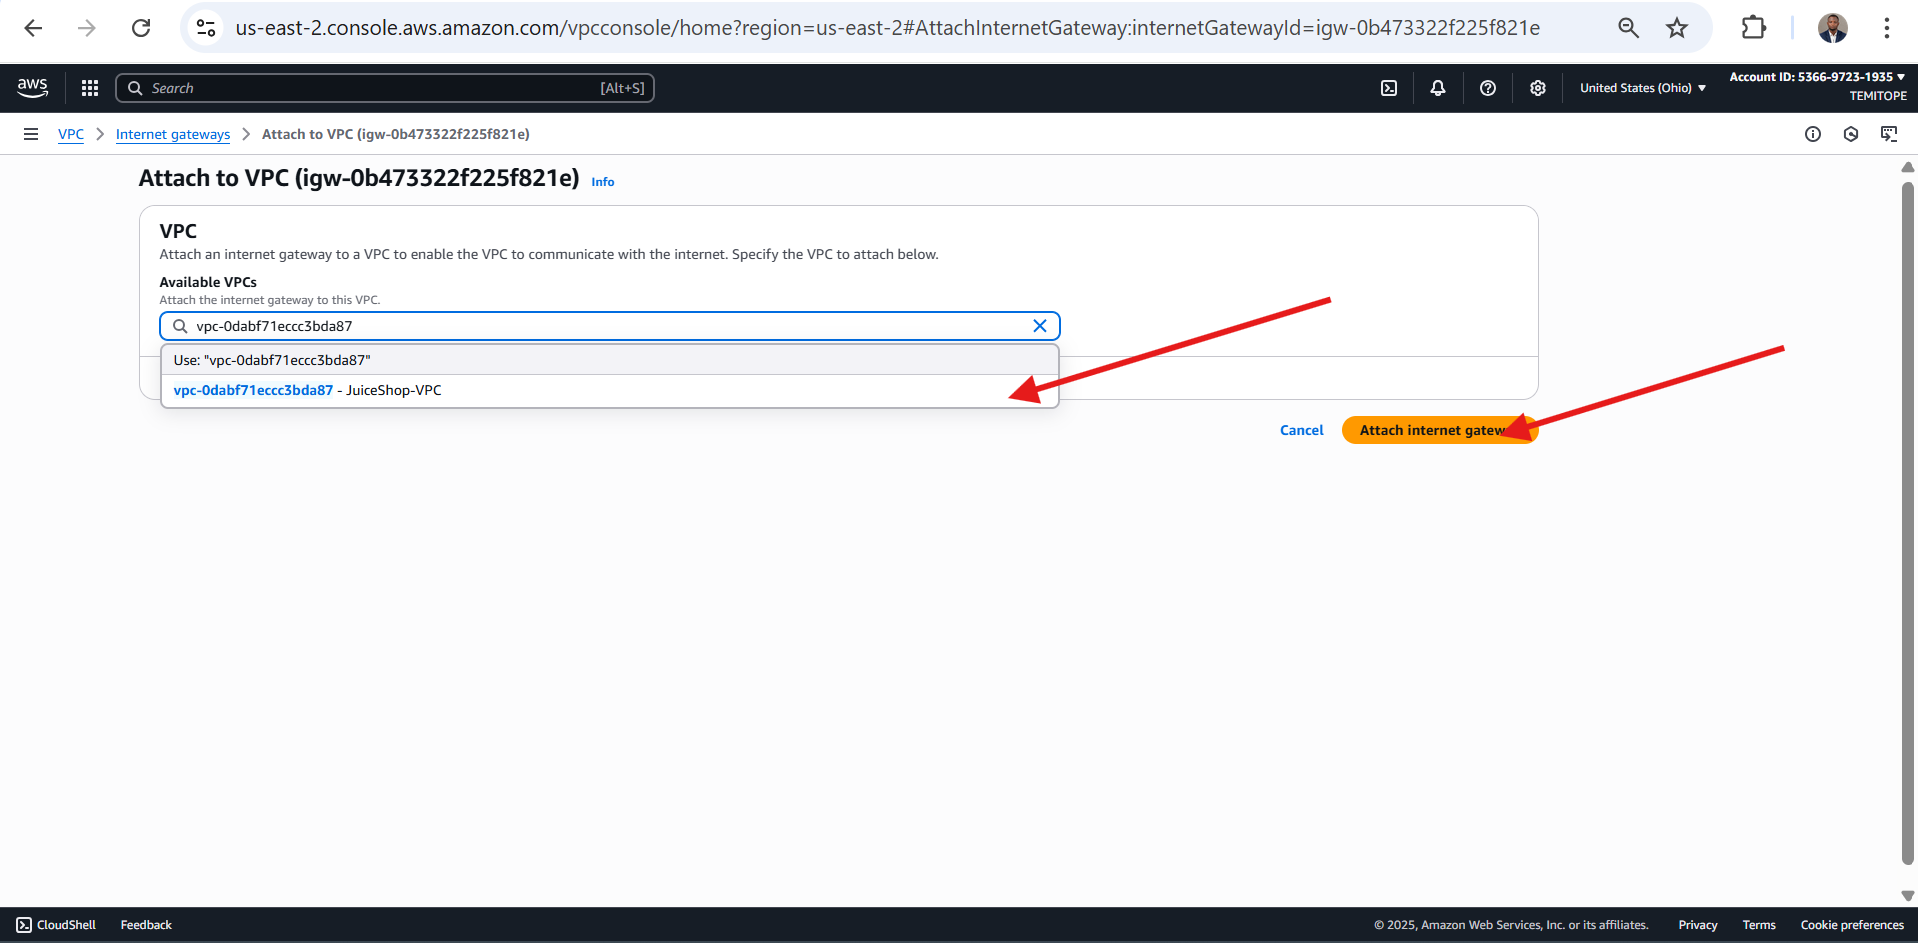 us-east-2.console.aws.amazon.com/vpcconsole/home?region=us-east-2#AttachInternetGateway:internetGatewayId=igw-0b473322f225f821e
aws
Search
[Alt+S]
United States (Ohio)
Account ID: 5366-9723-1935
TEMITOPE
VPC
Internet gateways
Attach to VPC (igw-0b473322f225f821e)
Attach to VPC (igw-0b473322f225f821e) Info
VPC
Attach an internet gateway to a VPC to enable the VPC to communicate with the internet. Specify the VPC to attach below.
Available VPCs
Attach the internet gateway to this VPC.
vpc-0dabf71eccc3bda87
Use: "vpc-0dabf71eccc3bda87"
vpc-0dabf71eccc3bda87 - JuiceShop-VPC
Cancel
Attach internet gatew
CloudShell
Feedback
© 2025, Amazon Web Services, Inc. or its affiliates.
Privacy
Terms
Cookie preferences